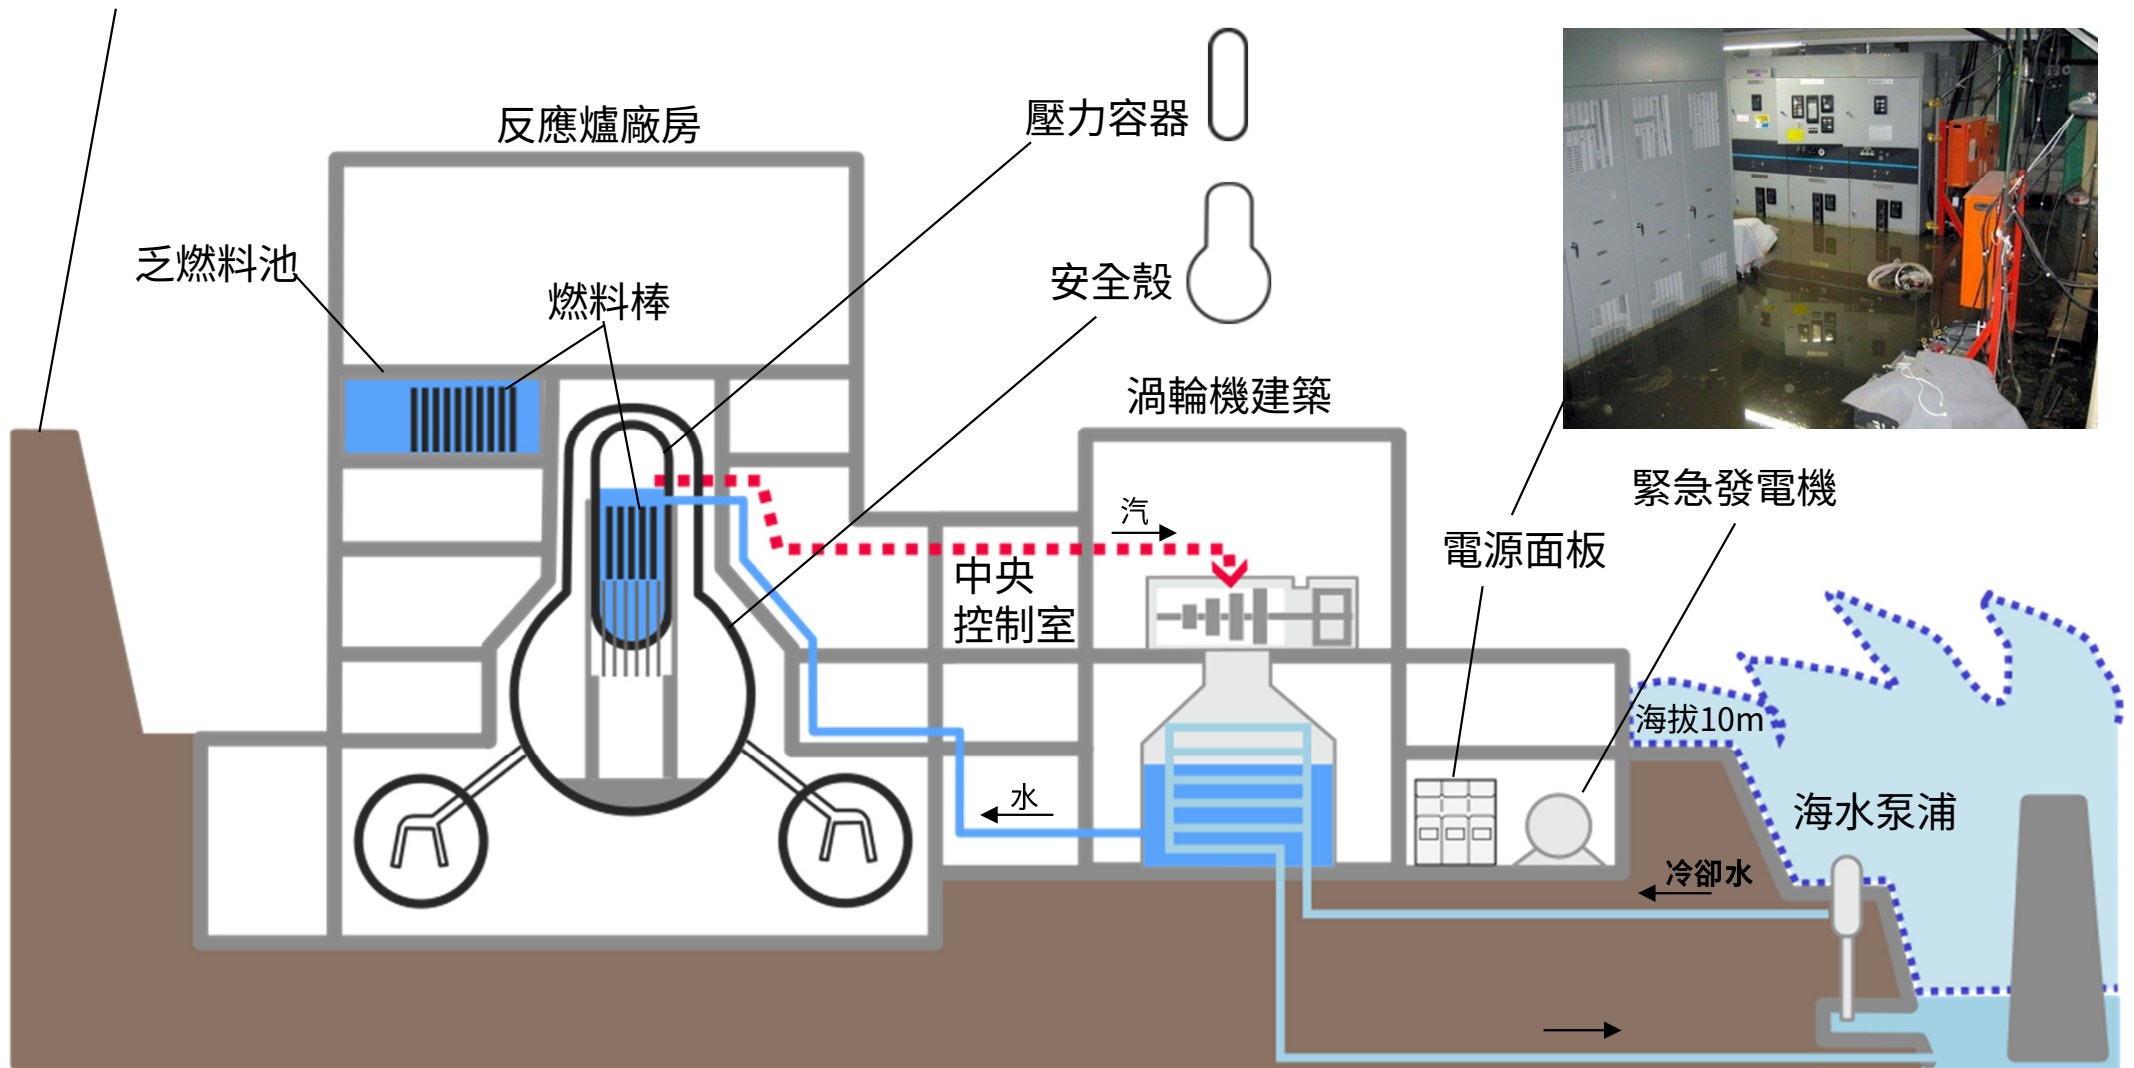 反應爐廠房
壓力容器
乏燃料池
燃料棒
安全殼
渦輪機建築
緊急發電機
汽
電源面板
中央
控制室
海拔10m
水
海水泵浦
冷卻水